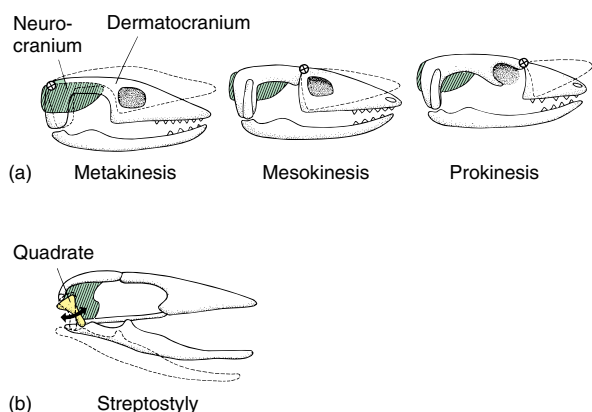 Neuro-
cranium
Dermatocranium
(a) Metakinesis Mesokinesis Prokinesis
Quadrate
(b) Streptostyly